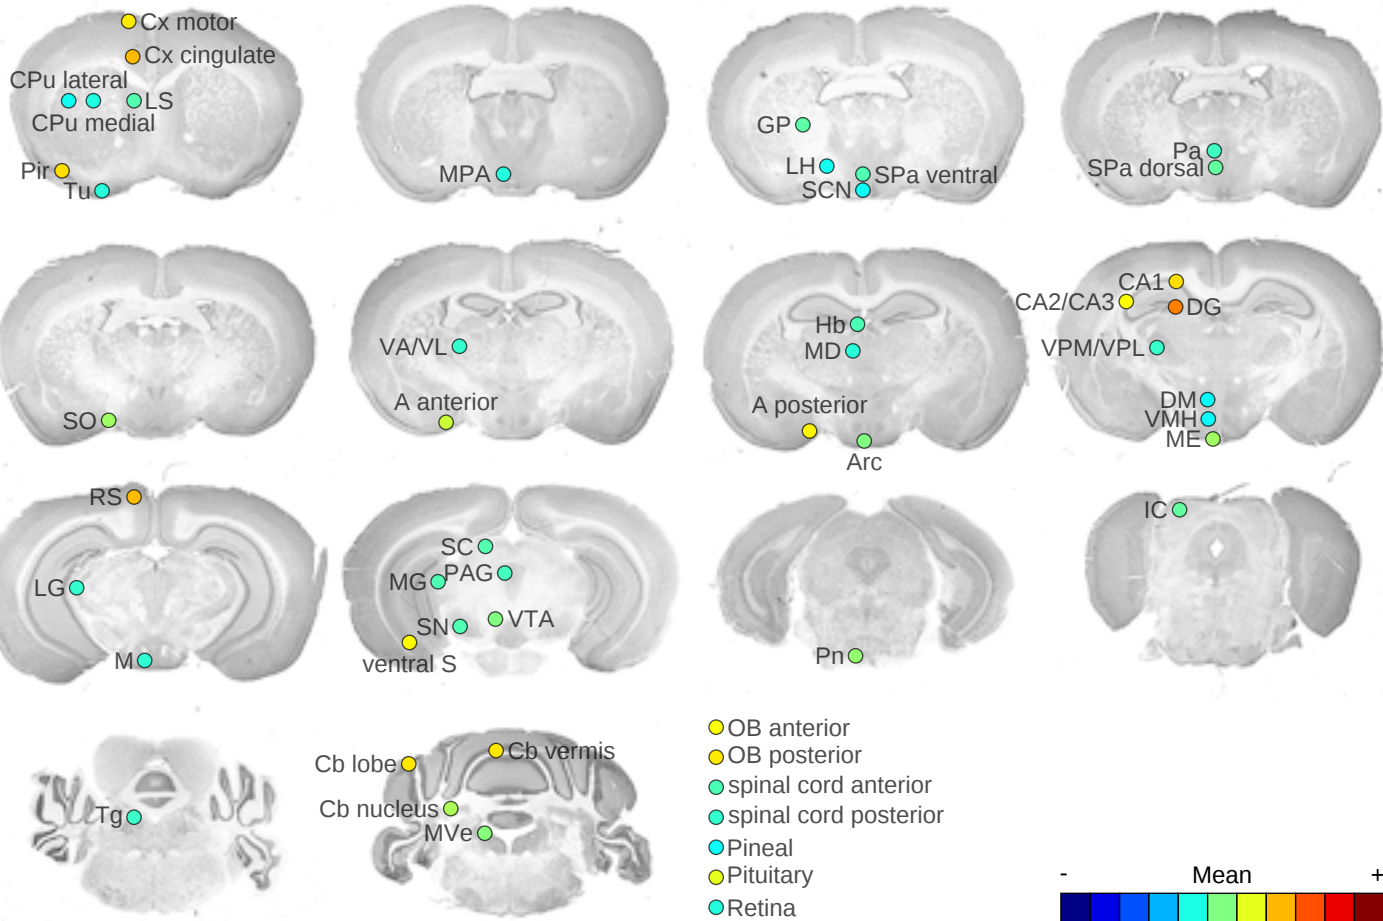 Cx motor
Cx cingulate
CPu lateral
LS
CPu medial
Pir
Tu
MPA
GP
LH
SPa ventral
SCN
Pa
SPa dorsal
SO
VA/VL
A anterior
Hb
MD
A posterior
Arc
CA1
CA2/CA3
DG
VPM/VPL
DM
VMH
ME
RS
LG
M
SC
PAG
MG
VTA
SN
ventral S
Pn
IC
Tg
Cb lobe
Cb vermis
Cb nucleus
MVe
OB anterior
OB posterior
spinal cord anterior
spinal cord posterior
Pineal
Pituitary
Retina
- Mean +